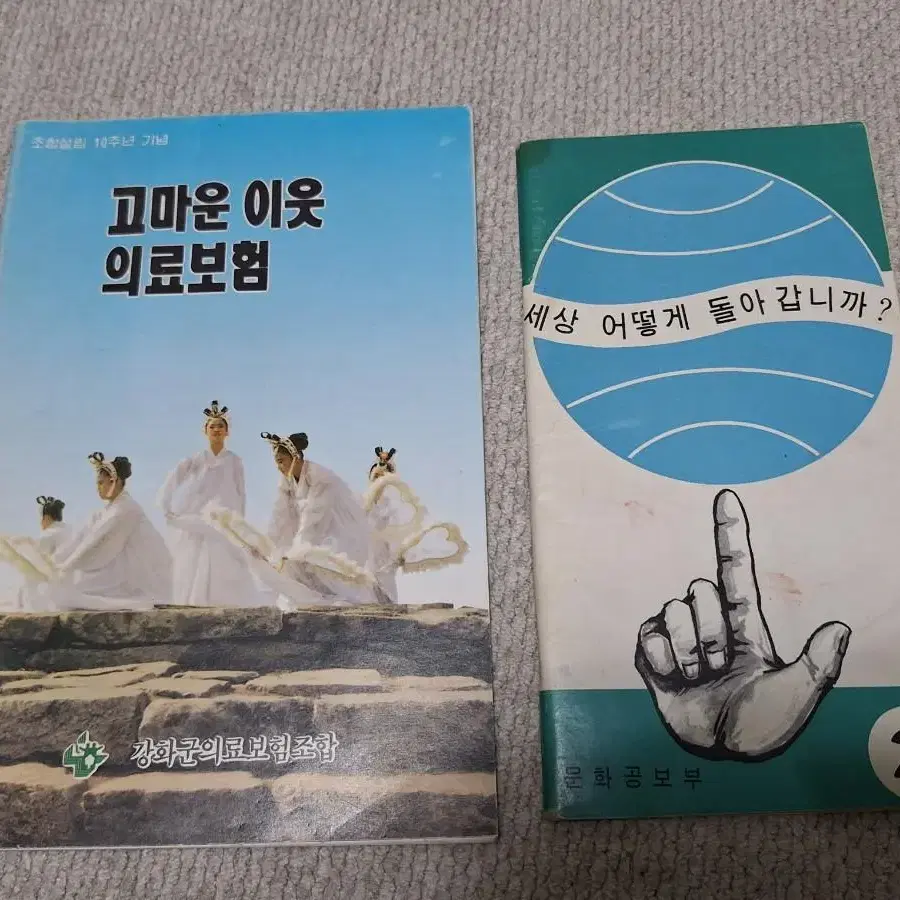 조합설립 10주년 기념
고마운 이웃
의료보험
강화군의료보험조합
세상 어떻게 돌아 갑니까?
문화공보부